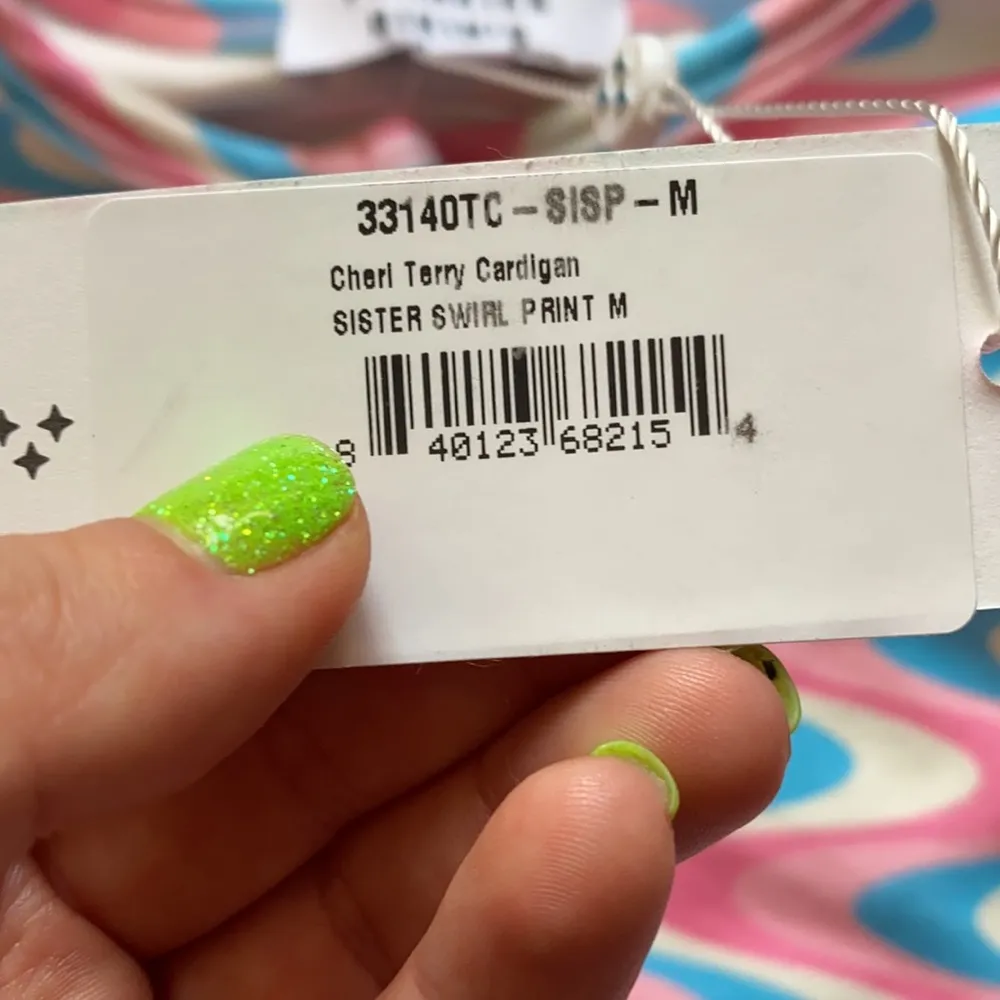 33140TC-SISP-M
Cheri Terry Cardigan
SISTER SWIRL PRINT M
8 40123 68215 4